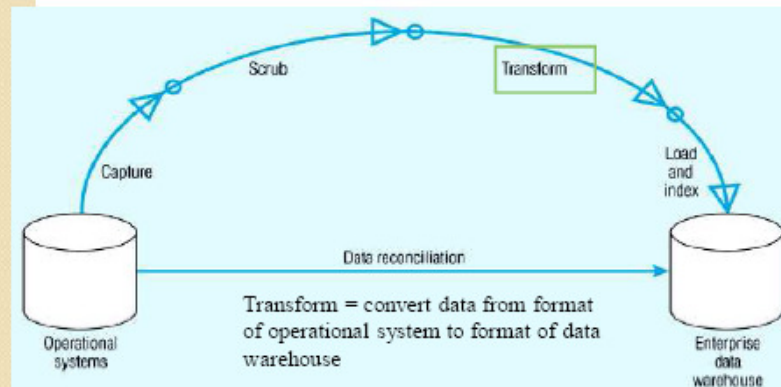 Scrub
Transform
Capture
Load
and
index
Data reconciliation
Transform = convert data from format
of operational system to format of data
warehouse
Operational
systems
Enterprise
data
warehouse